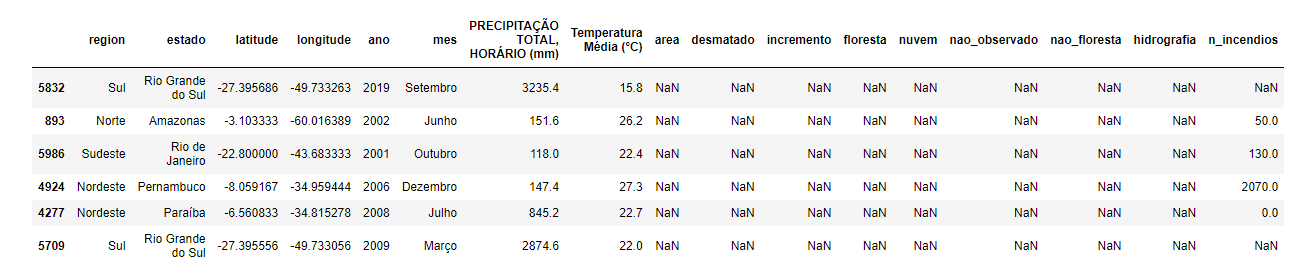 region estado latitude longitude ano mes PRECIPITAÇÃO TOTAL, HORÁRIO (mm) Temperatura Média (ºC) area desmatado incremento floresta nuvem nao_observado nao_floresta hidrografia n_incendios
5832 Sul Rio Grande do Sul -27.395686 -49.733263 2019 Setembro 3235.4 15.8 NaN NaN NaN NaN NaN NaN NaN NaN NaN
893 Norte Amazonas -3.103333 -60.016389 2002 Junho 151.6 26.2 NaN NaN NaN NaN NaN NaN NaN NaN 50.0
5986 Sudeste Rio de Janeiro -22.800000 -43.683333 2001 Outubro 118.0 22.4 NaN NaN NaN NaN NaN NaN NaN NaN 130.0
4924 Nordeste Pernambuco -8.059167 -34.959444 2006 Dezembro 147.4 27.3 NaN NaN NaN NaN NaN NaN NaN NaN 2070.0
4277 Nordeste Paraíba -6.560833 -34.815278 2008 Julho 845.2 22.7 NaN NaN NaN NaN NaN NaN NaN NaN 0.0
5709 Sul Rio Grande do Sul -27.395556 -49.733056 2009 Março 2874.6 22.0 NaN NaN NaN NaN NaN NaN NaN NaN NaN